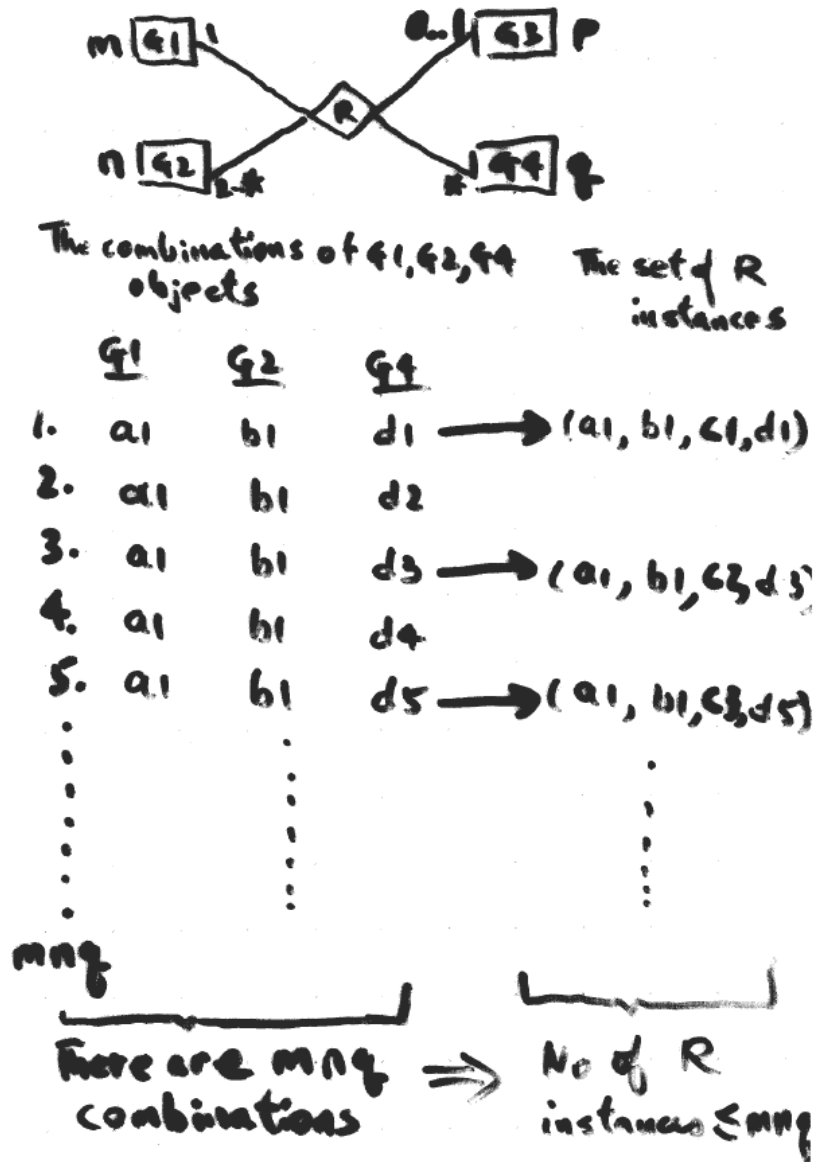 m G1 1 0..1 G3 P
R
n G2 2..* * G4 q
The combinations of G1, G2, G4
objects
The set of R
instances
G1 G2 G4
1. a1 b1 d1 → (a1, b1, c1, d1)
2. a1 b1 d2
3. a1 b1 d3 → (a1, b1, c2, d3)
4. a1 b1 d4
5. a1 b1 d5 → (a1, b1, c3, d5)
mnq
There are mnq ⇒ No of R
combinations instances ≤ mnq